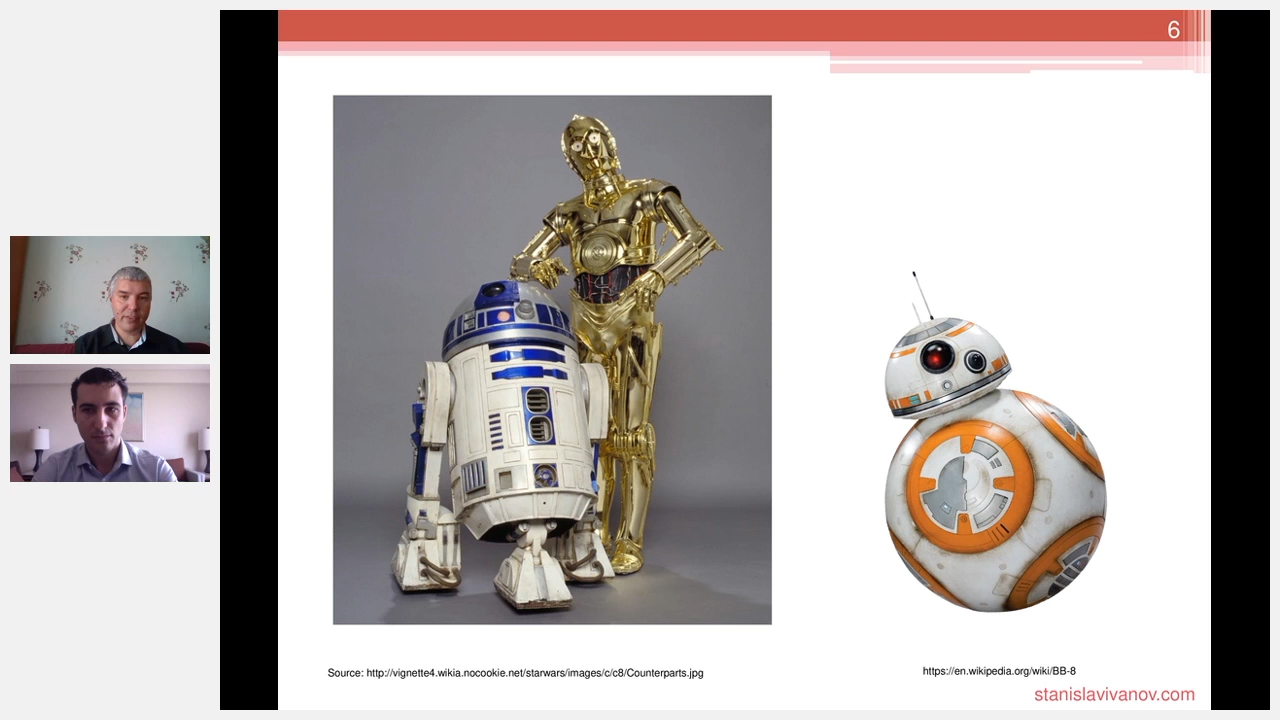 6
Source: http://vignette4.wikia.nocookie.net/starwars/images/c/c8/Counterparts.jpg
https://en.wikipedia.org/wiki/BB-8
stanislavivanov.com